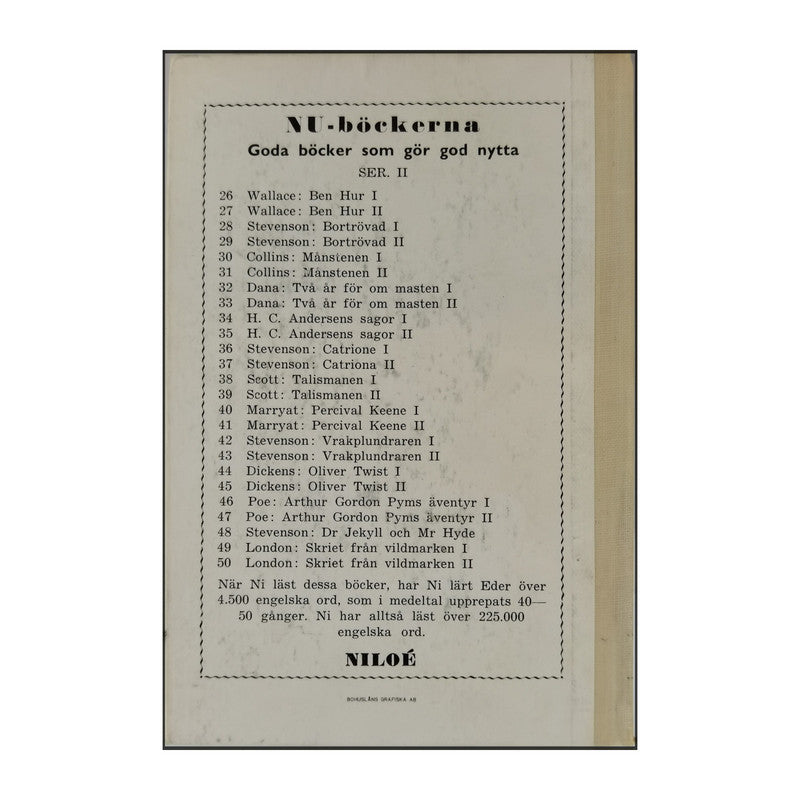 NU-böckerna
Goda böcker som gör god nytta
SER. II
26 Wallace: Ben Hur I
27 Wallace: Ben Hur II
28 Stevenson: Bortrövad I
29 Stevenson: Bortrövad II
30 Collins: Månstenen I
31 Collins: Månstenen II
32 Dana: Två år för om masten I
33 Dana: Två år för om masten II
34 H. C. Andersens sagor I
35 H. C. Andersens sagor II
36 Stevenson: Catrione I
37 Stevenson: Catriona II
38 Scott: Talismanen I
39 Scott: Talismanen II
40 Marryat: Percival Keene I
41 Marryat: Percival Keene II
42 Stevenson: Vrakplundraren I
43 Stevenson: Vrakplundraren II
44 Dickens: Oliver Twist I
45 Dickens: Oliver Twist II
46 Poe: Arthur Gordon Pyms äventyr I
47 Poe: Arthur Gordon Pyms äventyr II
48 Stevenson: Dr Jekyll och Mr Hyde
49 London: Skriet från vildmarken I
50 London: Skriet från vildmarken II
När Ni läst dessa böcker, har Ni lärt Eder över
4.500 engelska ord, som i medeltal upprepats 40—
50 gånger. Ni har alltså läst över 225.000
engelska ord.
NILOÉ
BOHUSLÄNS GRAFISKA AB